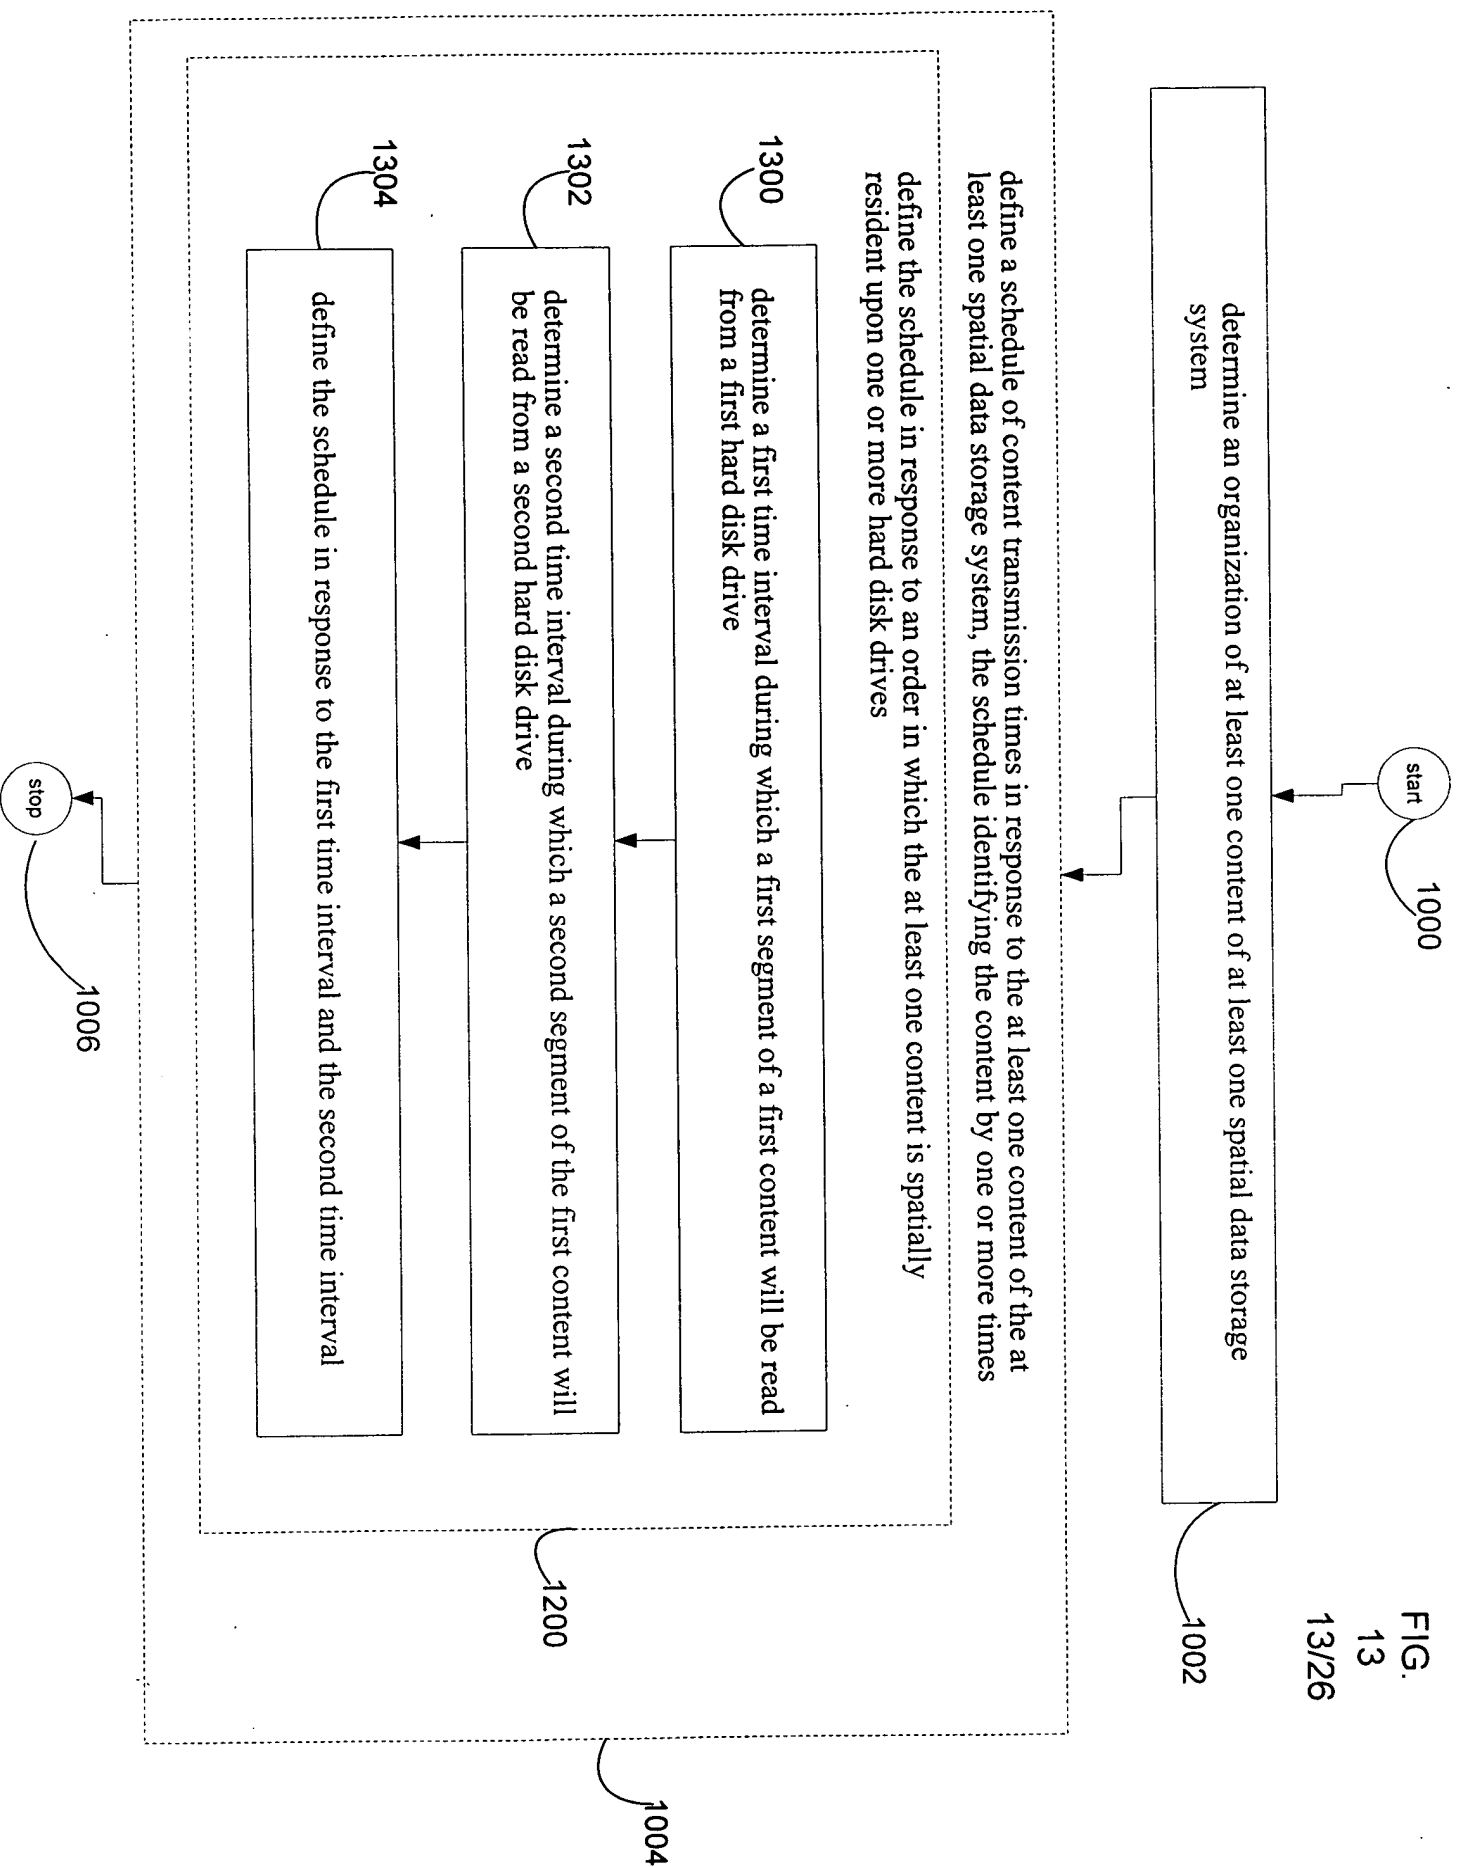 FIG.
13
13/26
start
1000
determine an organization of at least one content of at least one spatial data storage
system
1002
define a schedule of content transmission times in response to the at least one content of the at
least one spatial data storage system, the schedule identifying the content by one or more times
define the schedule in response to an order in which the at least one content is spatially
resident upon one or more hard disk drives
1300
determine a first time interval during which a first segment of a first content will be read
from a first hard disk drive
1302
determine a second time interval during which a second segment of the first content will
be read from a second hard disk drive
1304
define the schedule in response to the first time interval and the second time interval
1200
1004
stop
1006